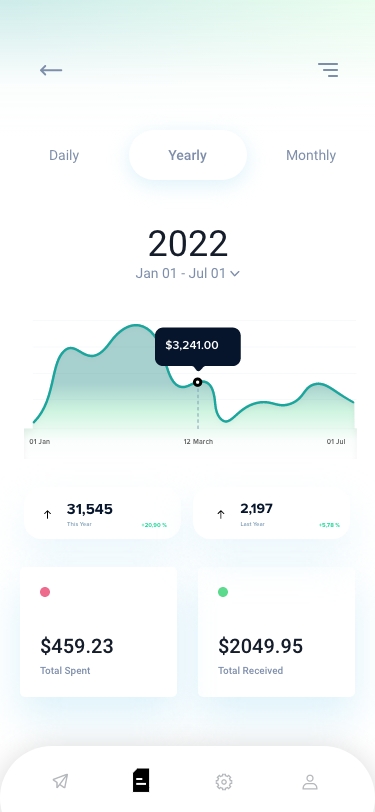 Daily Yearly Monthly
2022
Jan 01 - Jul 01
$3,241.00
01 Jan 12 March 01 Jul
31,545
This Year +20,90 %
2,197
Last Year +5,78 %
$459.23
Total Spent
$2049.95
Total Received